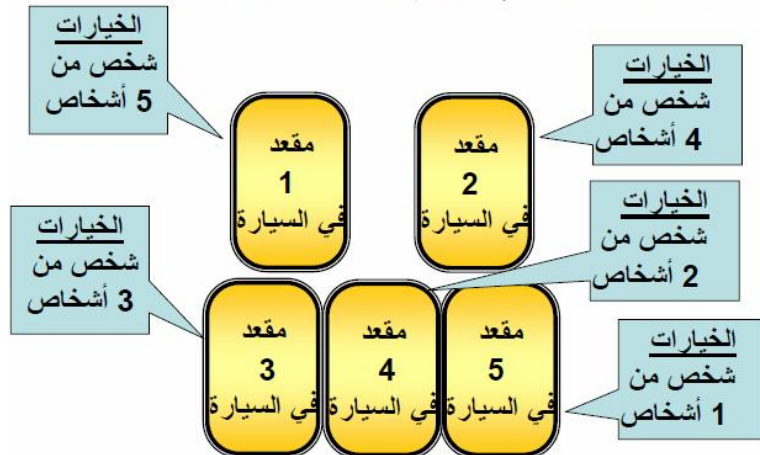 الخيارات
شخص من
5 أشخاص
الخيارات
شخص من
4 أشخاص
مقعد
1
في السيارة
مقعد
2
في السيارة
الخيارات
شخص من
3 أشخاص
الخيارات
شخص من
2 أشخاص
مقعد
3
في السيارة
مقعد
4
في السيارة
مقعد
5
في السيارة
الخيارات
شخص من
1 أشخاص